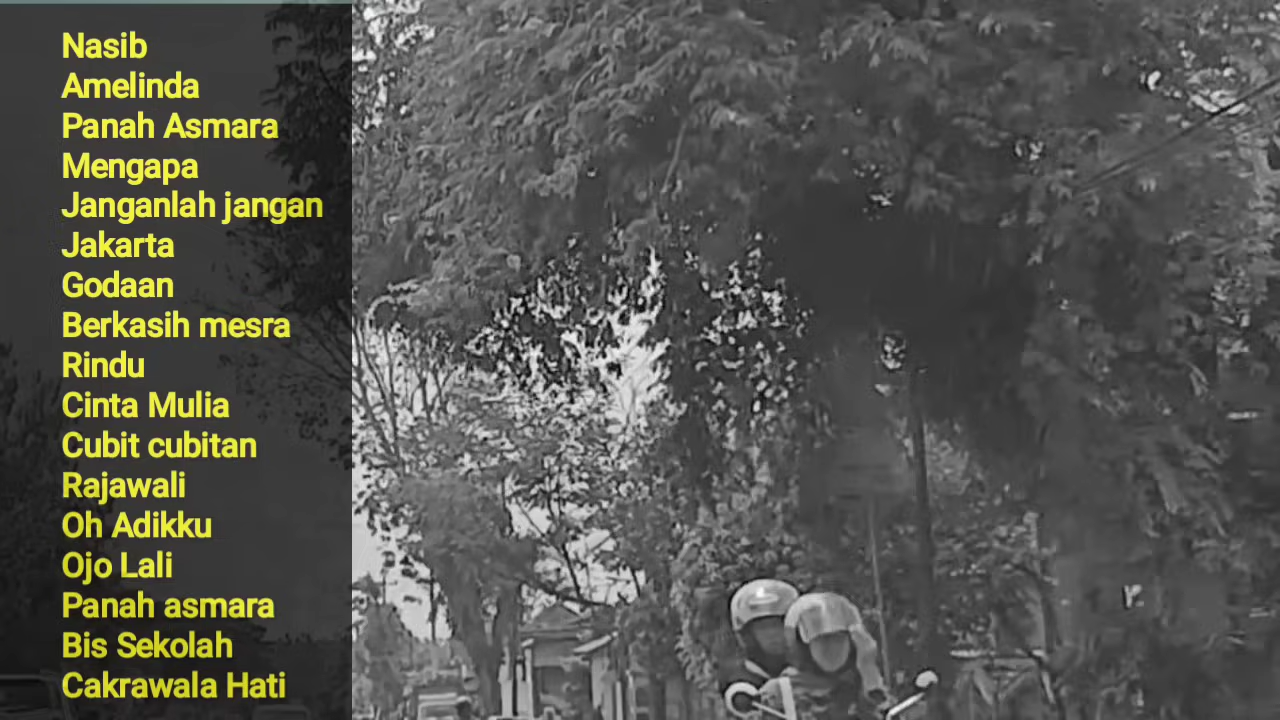 Nasib
Amelinda
Panah Asmara
Mengapa
Janganlah jangan
Jakarta
Godaan
Berkasih mesra
Rindu
Cinta Mulia
Cubit cubitan
Rajawali
Oh Adikku
Ojo Lali
Panah asmara
Bis Sekolah
Cakrawala Hati